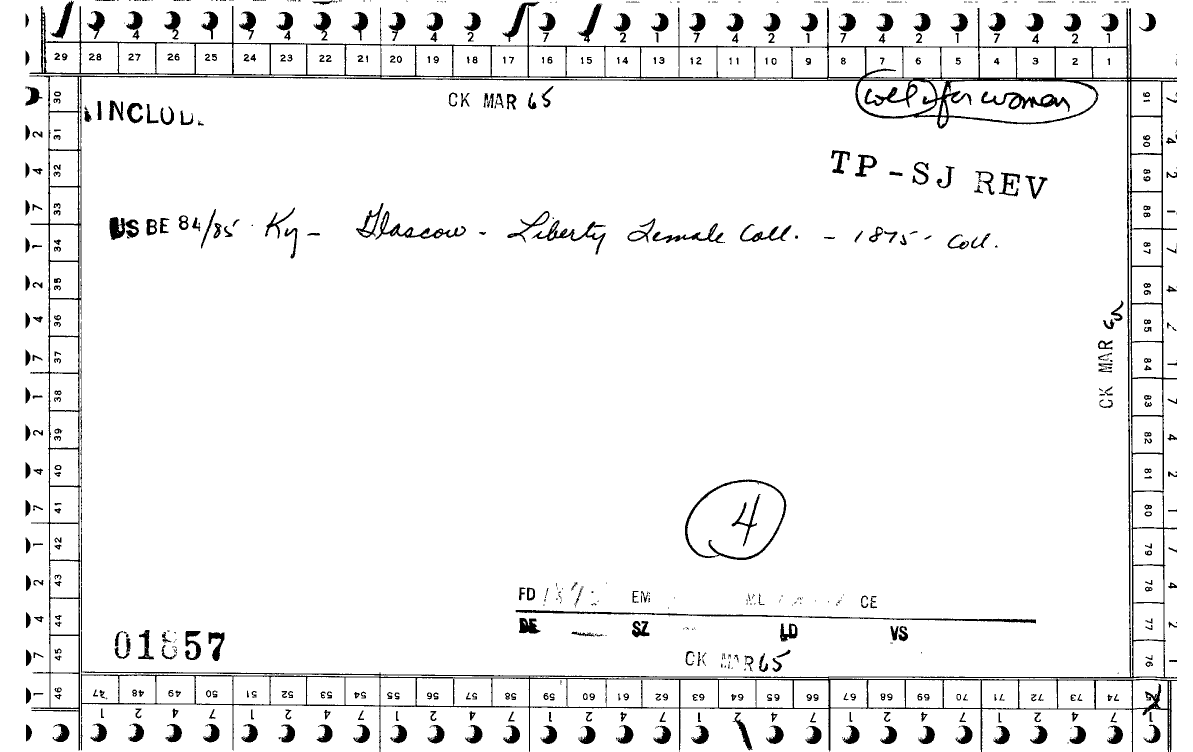 7 4 2 1 7 4 2 1 7 4 2 1 7 4 2 1 7 4 2 1 7 4 2 1 7 4 2 1
29 28 27 26 25 24 23 22 21 20 19 18 17 16 15 14 13 12 11 10 9 8 7 6 5 4 3 2 1
CK MAR 65
coll for woman
TP-SJ REV
US BE 84/85 Ky - Glascow - Liberty Female Coll. - 1875 - Coll.
CK MAR 65
4
FD 1875 EM ML CE
DE — SZ — LD VS
01857
CK MAR 65
30 31 32 33 34 35 36 37 38 39 40 41 42 43 44 45 46
91 90 89 88 87 86 85 84 83 82 81 80 79 78 77 76
47 48 49 50 51 52 53 54 55 56 57 58 59 60 61 62 63 64 65 66 67 68 69 70 71 72 73 74
1 2 4 7 1 2 4 7 1 2 4 7 1 2 4 7 1 2 4 7 1 2 4 7 1 2 4 7